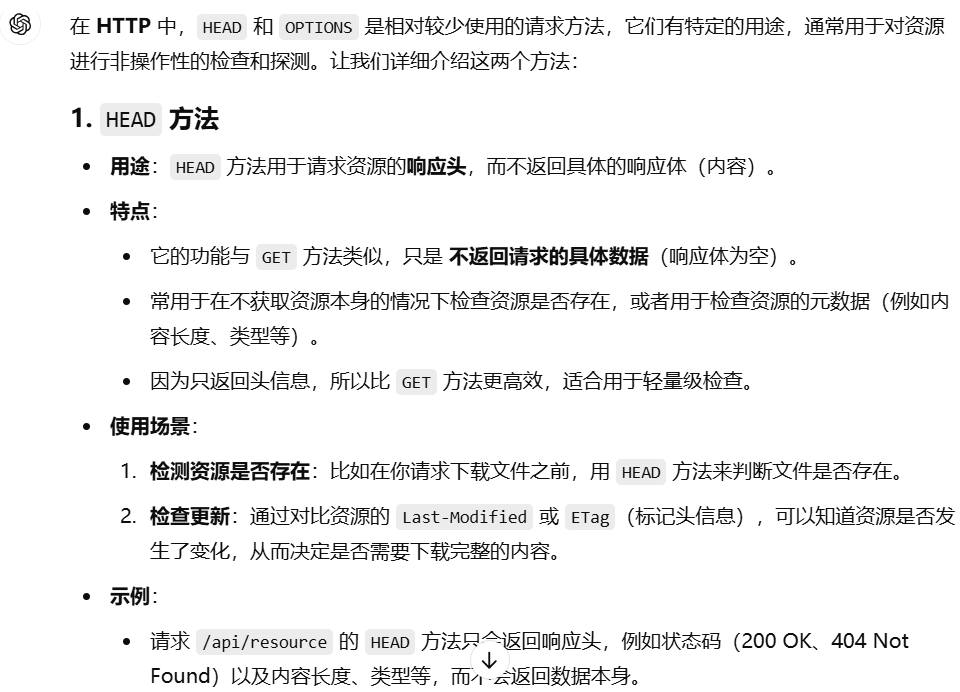 在 HTTP 中，HEAD 和 OPTIONS 是相对较少使用的请求方法，它们有特定的用途，通常用于对资源
进行非操作性的检查和探测。让我们详细介绍这两个方法：
1. HEAD 方法
• 用途：HEAD 方法用于请求资源的响应头，而不返回具体的响应体（内容）。
• 特点：
• 它的功能与 GET 方法类似，只是 不返回请求的具体数据（响应体为空）。
• 常用于在不获取资源本身的情况下检查资源是否存在，或者用于检查资源的元数据（例如内
容长度、类型等）。
• 因为只返回头信息，所以比 GET 方法更高效，适合用于轻量级检查。
• 使用场景：
1. 检测资源是否存在：比如在你请求下载文件之前，用 HEAD 方法来判断文件是否存在。
2. 检查更新：通过对比资源的 Last-Modified 或 ETag（标记头信息），可以知道资源是否发
生了变化，从而决定是否需要下载完整的内容。
• 示例：
• 请求 /api/resource 的 HEAD 方法只会返回响应头，例如状态码（200 OK、404 Not
Found）以及内容长度、类型等，而不会返回数据本身。